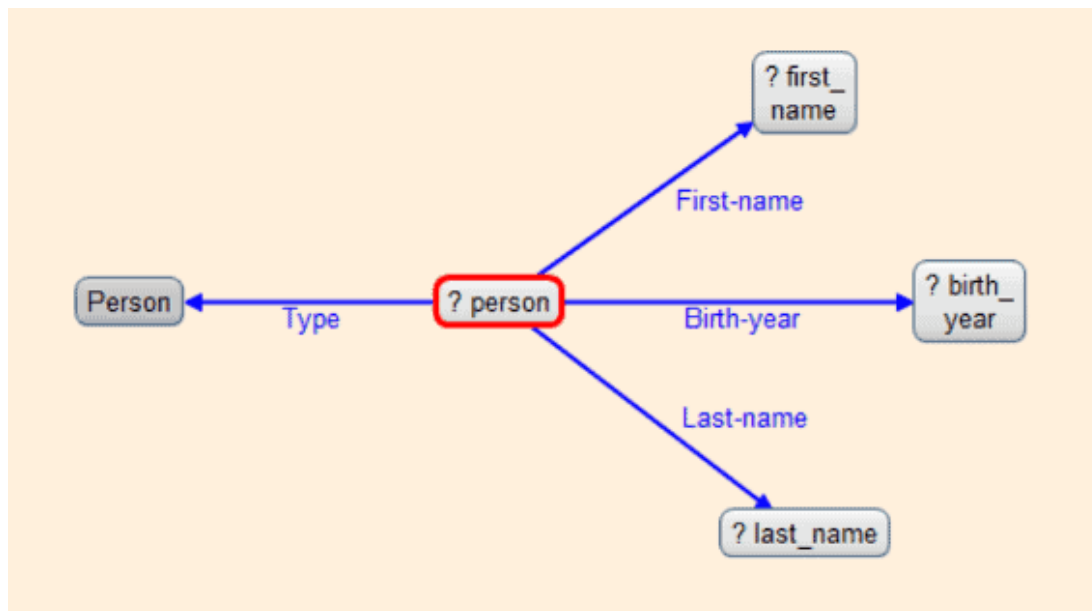 ? first_
name
First-name
Person
Type
? person
Birth-year
? birth_
year
Last-name
? last_name